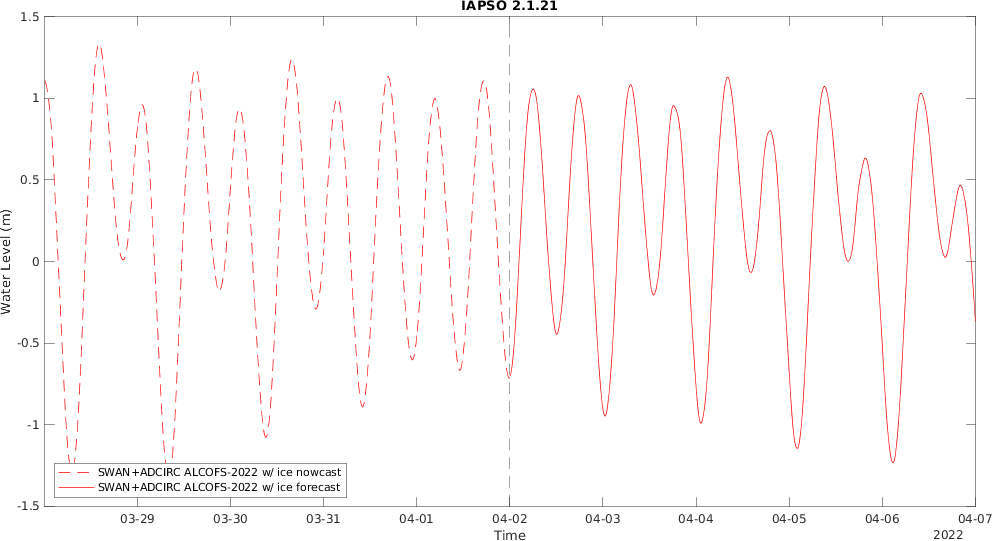 IAPSO 2.1.21
1.5
1
0.5
0
-0.5
-1
-1.5
Water Level (m)
SWAN+ADCIRC ALCOFS-2022 w/ ice nowcast
SWAN+ADCIRC ALCOFS-2022 w/ ice forecast
03-29 03-30 03-31 04-01 04-02 04-03 04-04 04-05 04-06 04-07
Time
2022